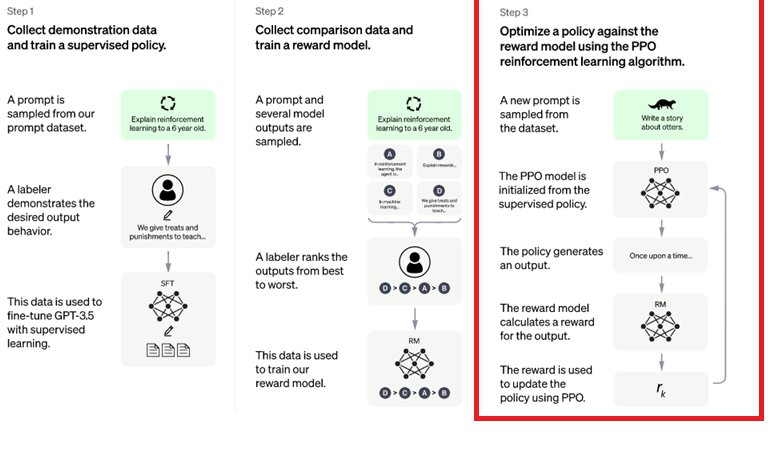 Step 1
Collect demonstration data
and train a supervised policy.
A prompt is
sampled from our
prompt dataset.
Explain reinforcement
learning to a 6 year old.
A labeler
demonstrates the
desired output
behavior.
We give treats and
punishments to teach...
This data is used to
fine-tune GPT-3.5
with supervised
learning.
SFT
Step 2
Collect comparison data and
train a reward model.
A prompt and
several model
outputs are
sampled.
Explain reinforcement
learning to a 6 year old.
A
In reinforcement
learning, the
agent is...
B
Explain rewards...
C
In machine
learning...
D
We give treats and
punishments to
teach...
A labeler ranks the
outputs from best
to worst.
D > C > A > B
This data is used
to train our
reward model.
RM
D > C > A > B
Step 3
Optimize a policy against the
reward model using the PPO
reinforcement learning algorithm.
A new prompt is
sampled from
the dataset.
Write a story
about otters.
The PPO model is
initialized from the
supervised policy.
PPO
The policy generates
an output.
Once upon a time...
The reward model
calculates a reward
for the output.
RM
The reward is used
to update the
policy using PPO.
rk